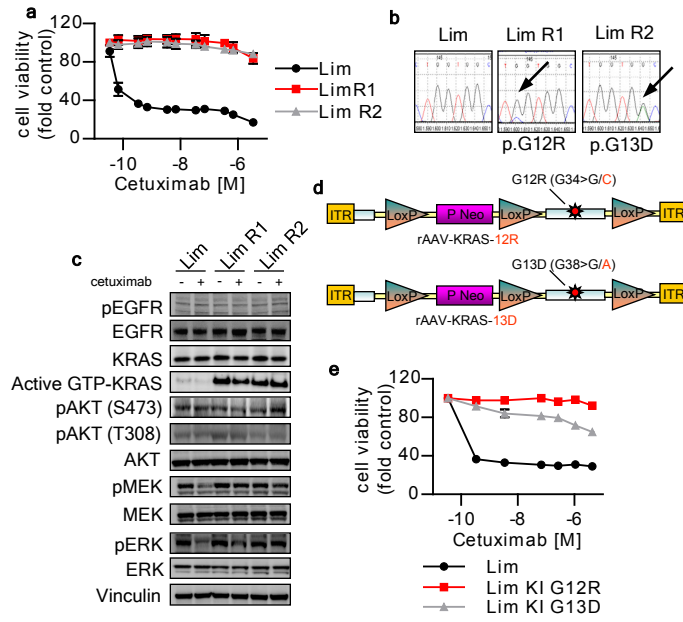 a
cell viability
(fold control)
120
80
40
0
-10
-8
-6
Cetuximab [M]
Lim
LimR1
Lim R2
b
Lim
Lim R1
Lim R2
p.G12R
p.G13D
c
Lim
Lim R1
Lim R2
cetuximab - + - + - +
pEGFR
EGFR
KRAS
Active GTP-KRAS
pAKT (S473)
pAKT (T308)
AKT
pMEK
MEK
pERK
ERK
Vinculin
d
G12R (G34>G/C)
ITR LoxP P Neo LoxP LoxP ITR
rAAV-KRAS-12R
G13D (G38>G/A)
ITR LoxP P Neo LoxP LoxP ITR
rAAV-KRAS-13D
e
cell viability
(fold control)
120
80
40
0
-10
-8
-6
Cetuximab [M]
Lim
Lim KI G12R
Lim KI G13D